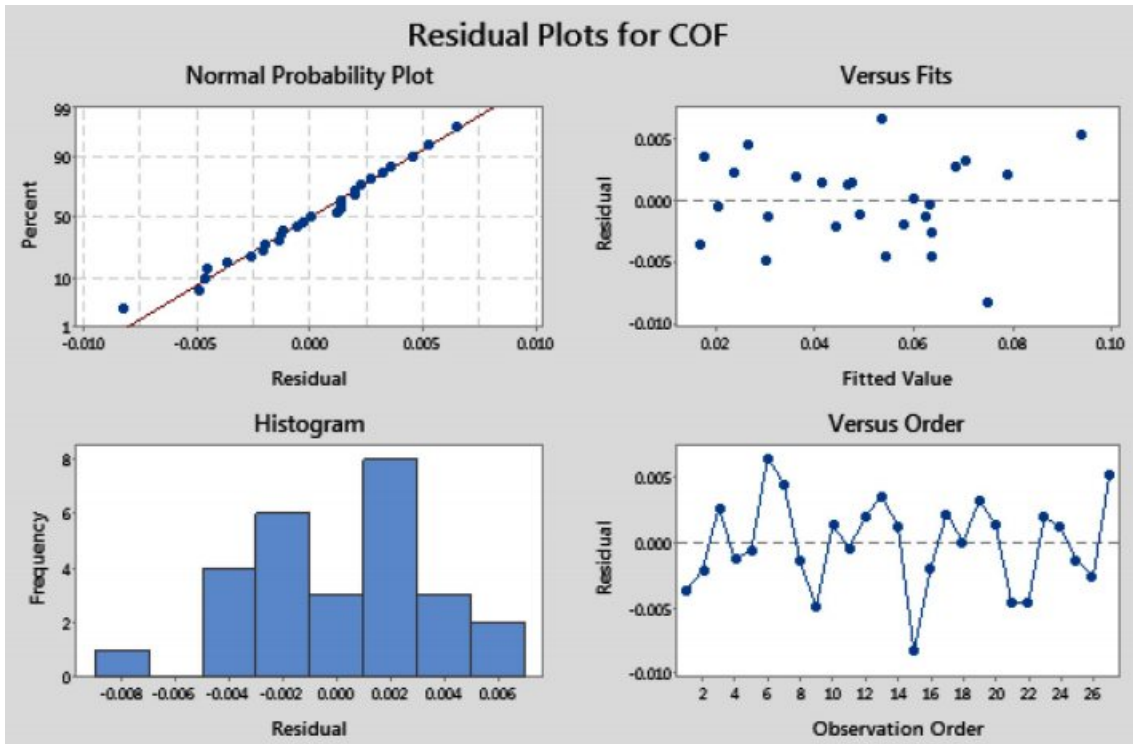 Residual Plots for COF
Normal Probability Plot
99
90
50
10
1
Percent
-0.010 -0.005 0.000 0.005 0.010
Residual
Versus Fits
0.005
0.000
-0.005
-0.010
Residual
0.02 0.04 0.06 0.08 0.10
Fitted Value
Histogram
8
6
4
2
0
Frequency
-0.008 -0.006 -0.004 -0.002 0.000 0.002 0.004 0.006
Residual
Versus Order
0.005
0.000
-0.005
-0.010
Residual
2 4 6 8 10 12 14 16 18 20 22 24 26
Observation Order